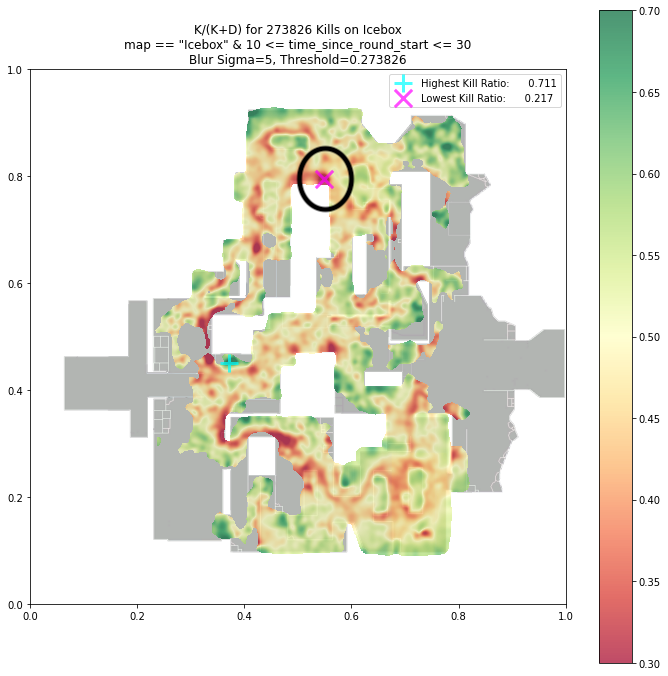 K/(K+D) for 273826 Kills on Icebox
map == "Icebox" & 10 <= time_since_round_start <= 30
Blur Sigma=5, Threshold=0.273826
Highest Kill Ratio: 0.711
Lowest Kill Ratio: 0.217
1.0
0.8
0.6
0.4
0.2
0.0
0.0 0.2 0.4 0.6 0.8 1.0
0.70
0.65
0.60
0.55
0.50
0.45
0.40
0.35
0.30